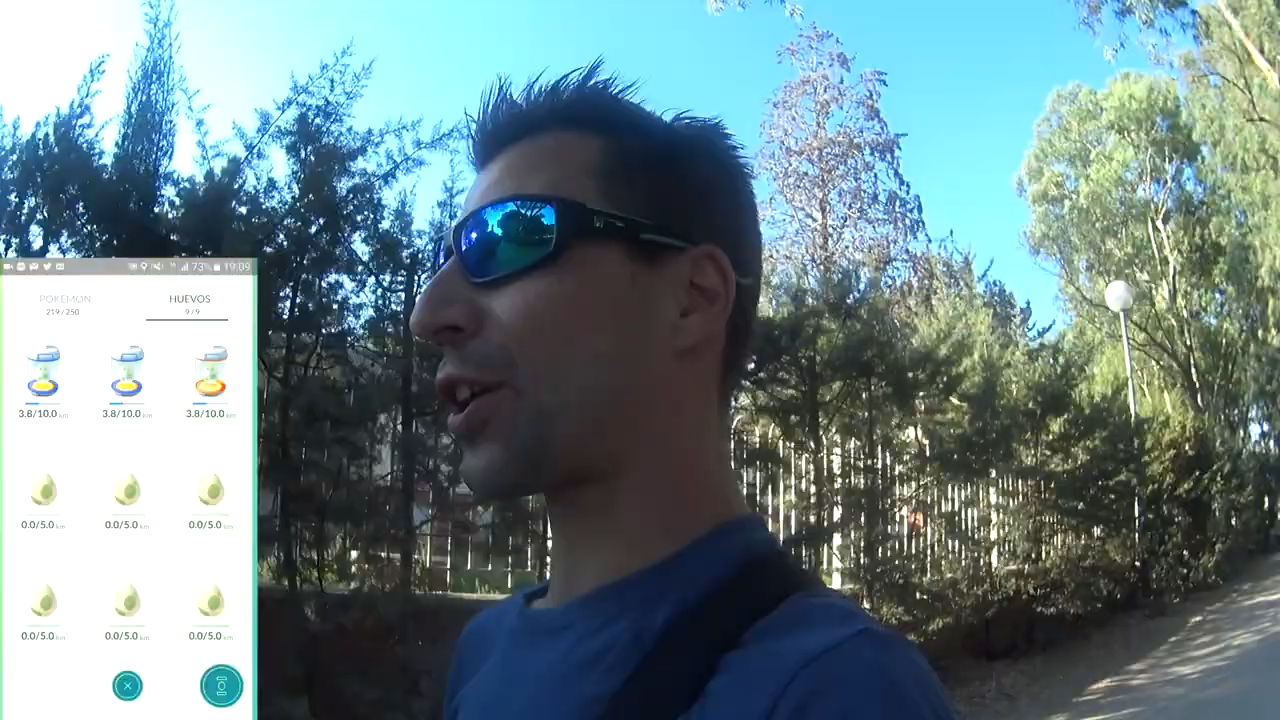 73% 19:09
POKÉMON HUEVOS
219 / 250 9 / 9
3.8/10.0 km 3.8/10.0 km 3.8/10.0 km
0.0/5.0 km 0.0/5.0 km 0.0/5.0 km
0.0/5.0 km 0.0/5.0 km 0.0/5.0 km